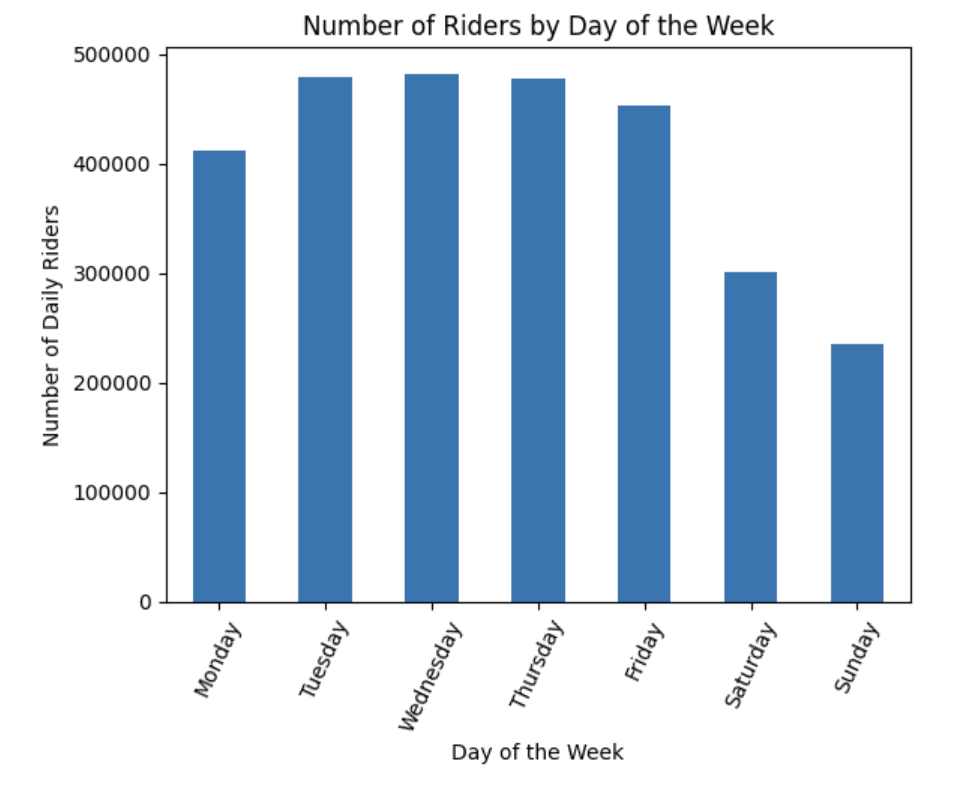 Number of Riders by Day of the Week
Number of Daily Riders
500000
400000
300000
200000
100000
0
Monday
Tuesday
Wednesday
Thursday
Friday
Saturday
Sunday
Day of the Week